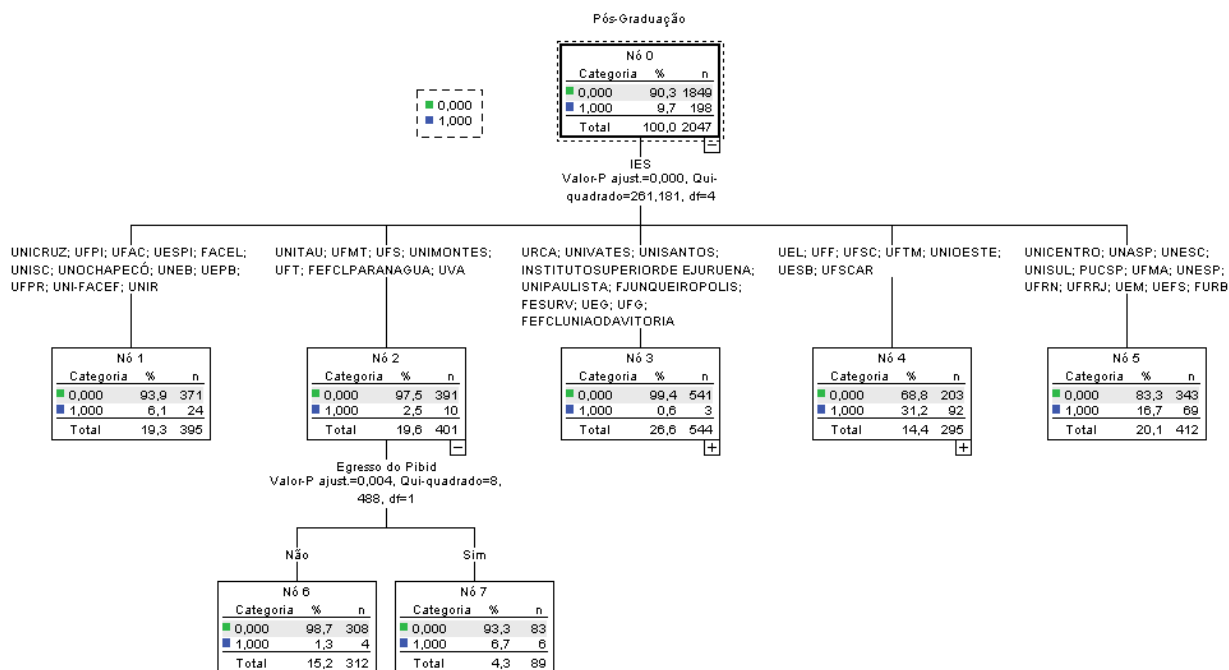 Pós-Graduação
Nó 0
Categoria % n
0,000 90,3 1849
1,000 9,7 198
Total 100,0 2047
0,000
1,000
IES
Valor-P ajust.=0,000, Qui-
quadrado=261,181, df=4
UNICRUZ; UFPI; UFAC; UESPI; FACEL;
UNISC; UNOCHAPECÓ; UNEB; UEPB;
UFPR; UNI-FACEF; UNIR
UNITAU; UFMT; UFS; UNIMONTES;
UFT; FEFCLPARANAGUA; UVA
URCA; UNIVATES; UNISANTOS;
INSTITUTOSUPERIORDE EJURUENA;
UNIPAULISTA; FJUNQUEIROPOLIS;
FESURV; UEG; UFG;
FEFCLUNIAODAVITORIA
UEL; UFF; UFSC; UFTM; UNIOESTE;
UESB; UFSCAR
UNICENTRO; UNASP; UNESC;
UNISUL; PUCSP; UFMA; UNESP;
UFRN; UFRRJ; UEM; UEFS; FURB
Nó 1
Categoria % n
0,000 93,9 371
1,000 6,1 24
Total 19,3 395
Nó 2
Categoria % n
0,000 97,5 391
1,000 2,5 10
Total 19,6 401
Nó 3
Categoria % n
0,000 99,4 541
1,000 0,6 3
Total 26,6 544
Nó 4
Categoria % n
0,000 68,8 203
1,000 31,2 92
Total 14,4 295
Nó 5
Categoria % n
0,000 83,3 343
1,000 16,7 69
Total 20,1 412
Egresso do Pibid
Valor-P ajust.=0,004, Qui-quadrado=8,
488, df=1
Não
Sim
Nó 6
Categoria % n
0,000 98,7 308
1,000 1,3 4
Total 15,2 312
Nó 7
Categoria % n
0,000 93,3 83
1,000 6,7 6
Total 4,3 89